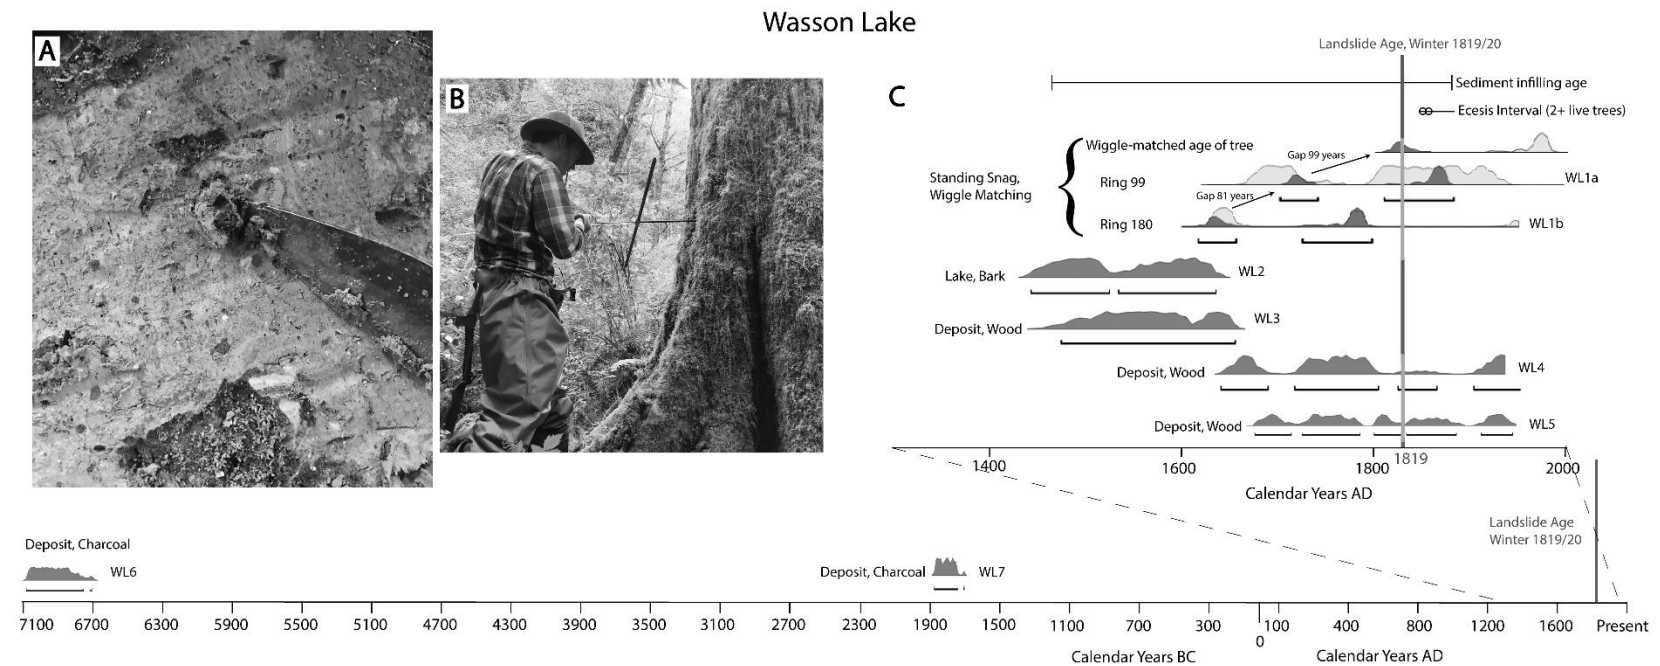 Wasson Lake
A
B
C
Landslide Age, Winter 1819/20
Sediment infilling age
Ecesis Interval (2+ live trees)
Wiggle-matched age of tree
Gap 99 years
Standing Snag,
Wiggle Matching
Ring 99
WL1a
Gap 81 years
Ring 180
WL1b
Lake, Bark
WL2
Deposit, Wood
WL3
Deposit, Wood
WL4
Deposit, Wood
WL5
1400 1600 1800 1819 2000
Calendar Years AD
Landslide Age
Winter 1819/20
Deposit, Charcoal
WL6
Deposit, Charcoal
WL7
7100 6700 6300 5900 5500 5100 4700 4300 3900 3500 3100 2700 2300 1900 1500 1100 700 300 0 100 400 800 1200 1600 Present
Calendar Years BC
Calendar Years AD